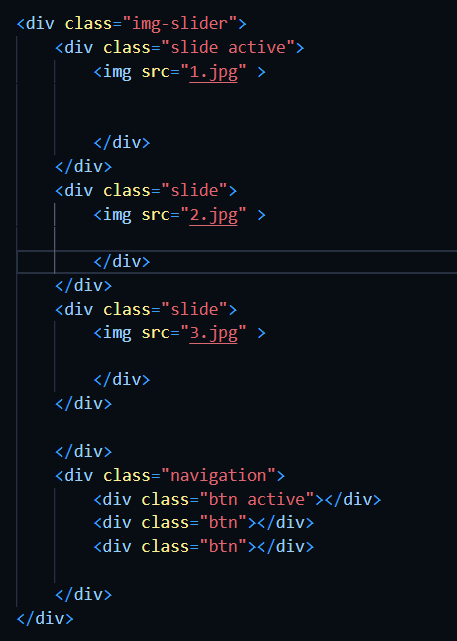 <div class="img-slider">
<div class="slide active">
<img src="1.jpg" >
</div>
</div>
<div class="slide">
<img src="2.jpg" >
</div>
</div>
<div class="slide">
<img src="3.jpg" >
</div>
</div>
</div>
<div class="navigation">
<div class="btn active"></div>
<div class="btn"></div>
<div class="btn"></div>
</div>
</div>